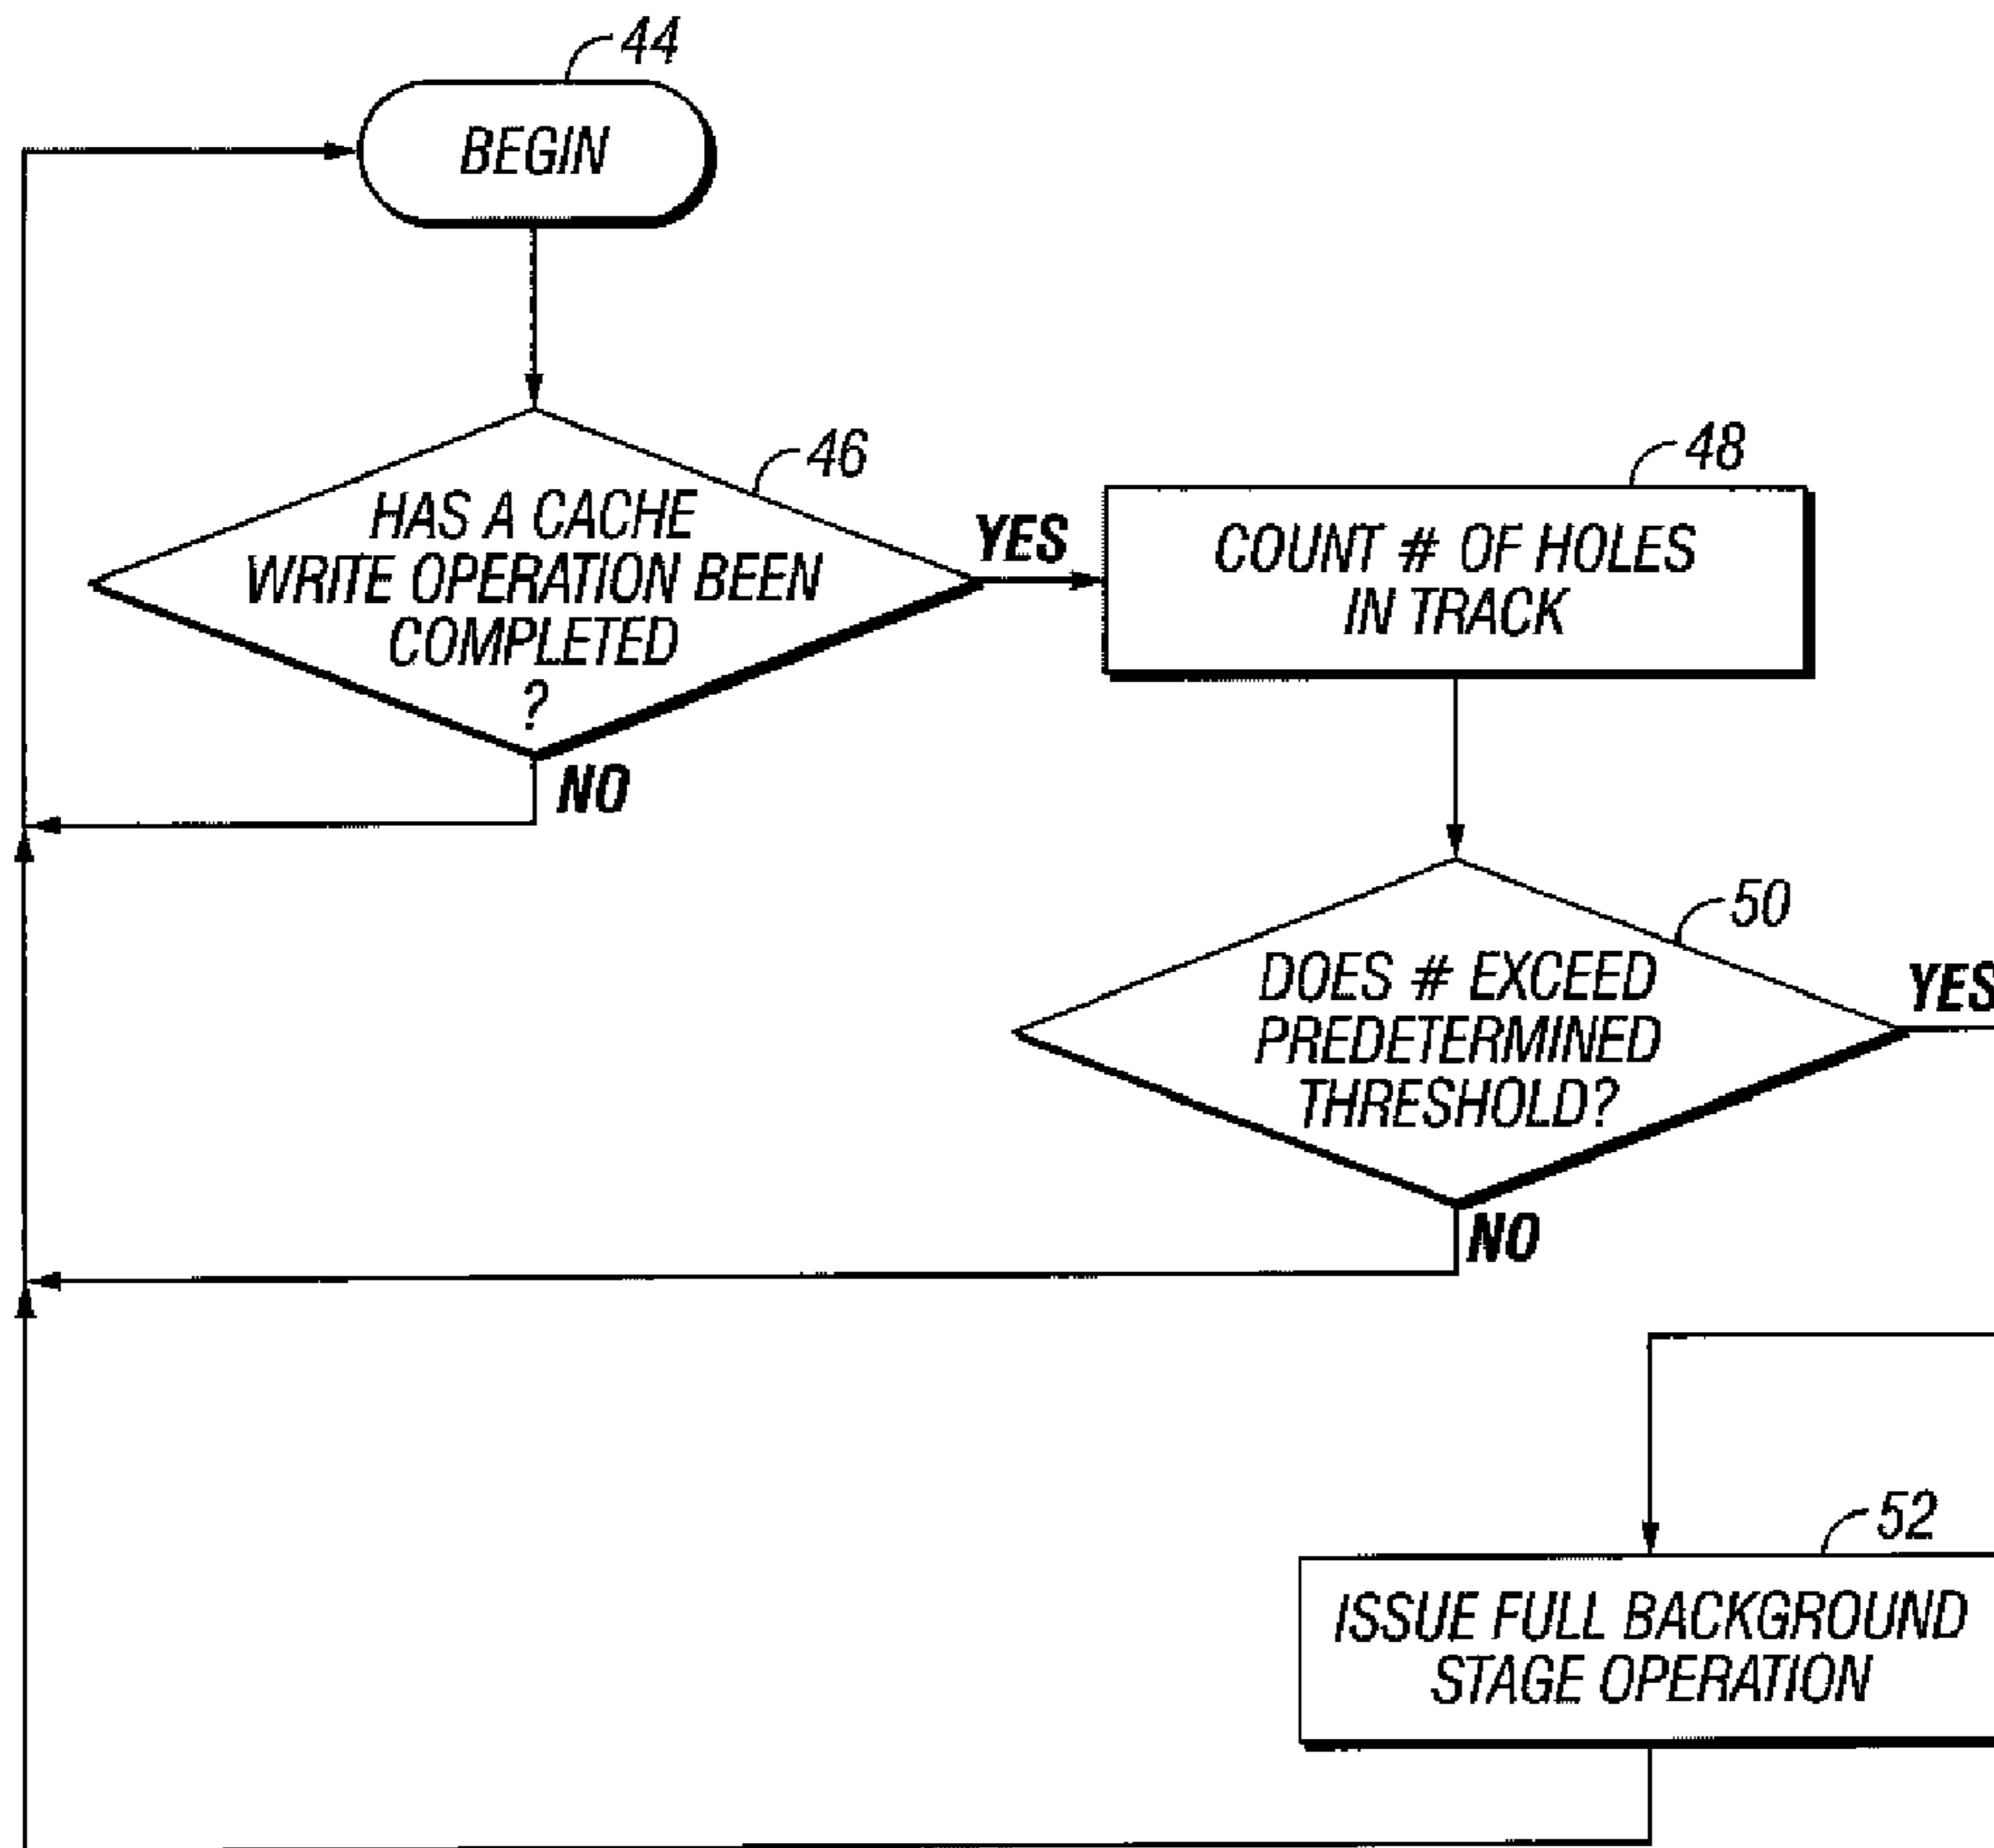 44
BEGIN
46
HAS A CACHE
WRITE OPERATION BEEN
COMPLETED
?
YES
NO
48
COUNT # OF HOLES
IN TRACK
50
DOES # EXCEED
PREDETERMINED
THRESHOLD?
YES
NO
52
ISSUE FULL BACKGROUND
STAGE OPERATION